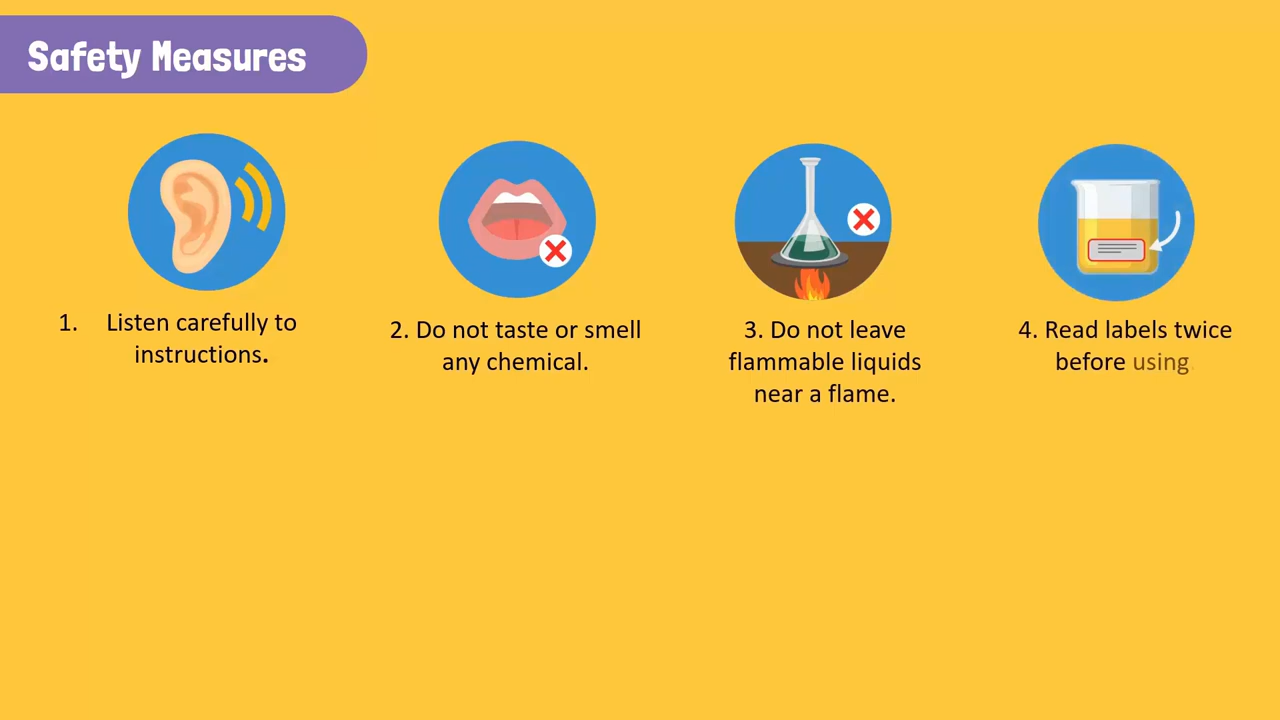 Safety Measures
1. Listen carefully to
instructions.
2. Do not taste or smell
any chemical.
3. Do not leave
flammable liquids
near a flame.
4. Read labels twice
before using.